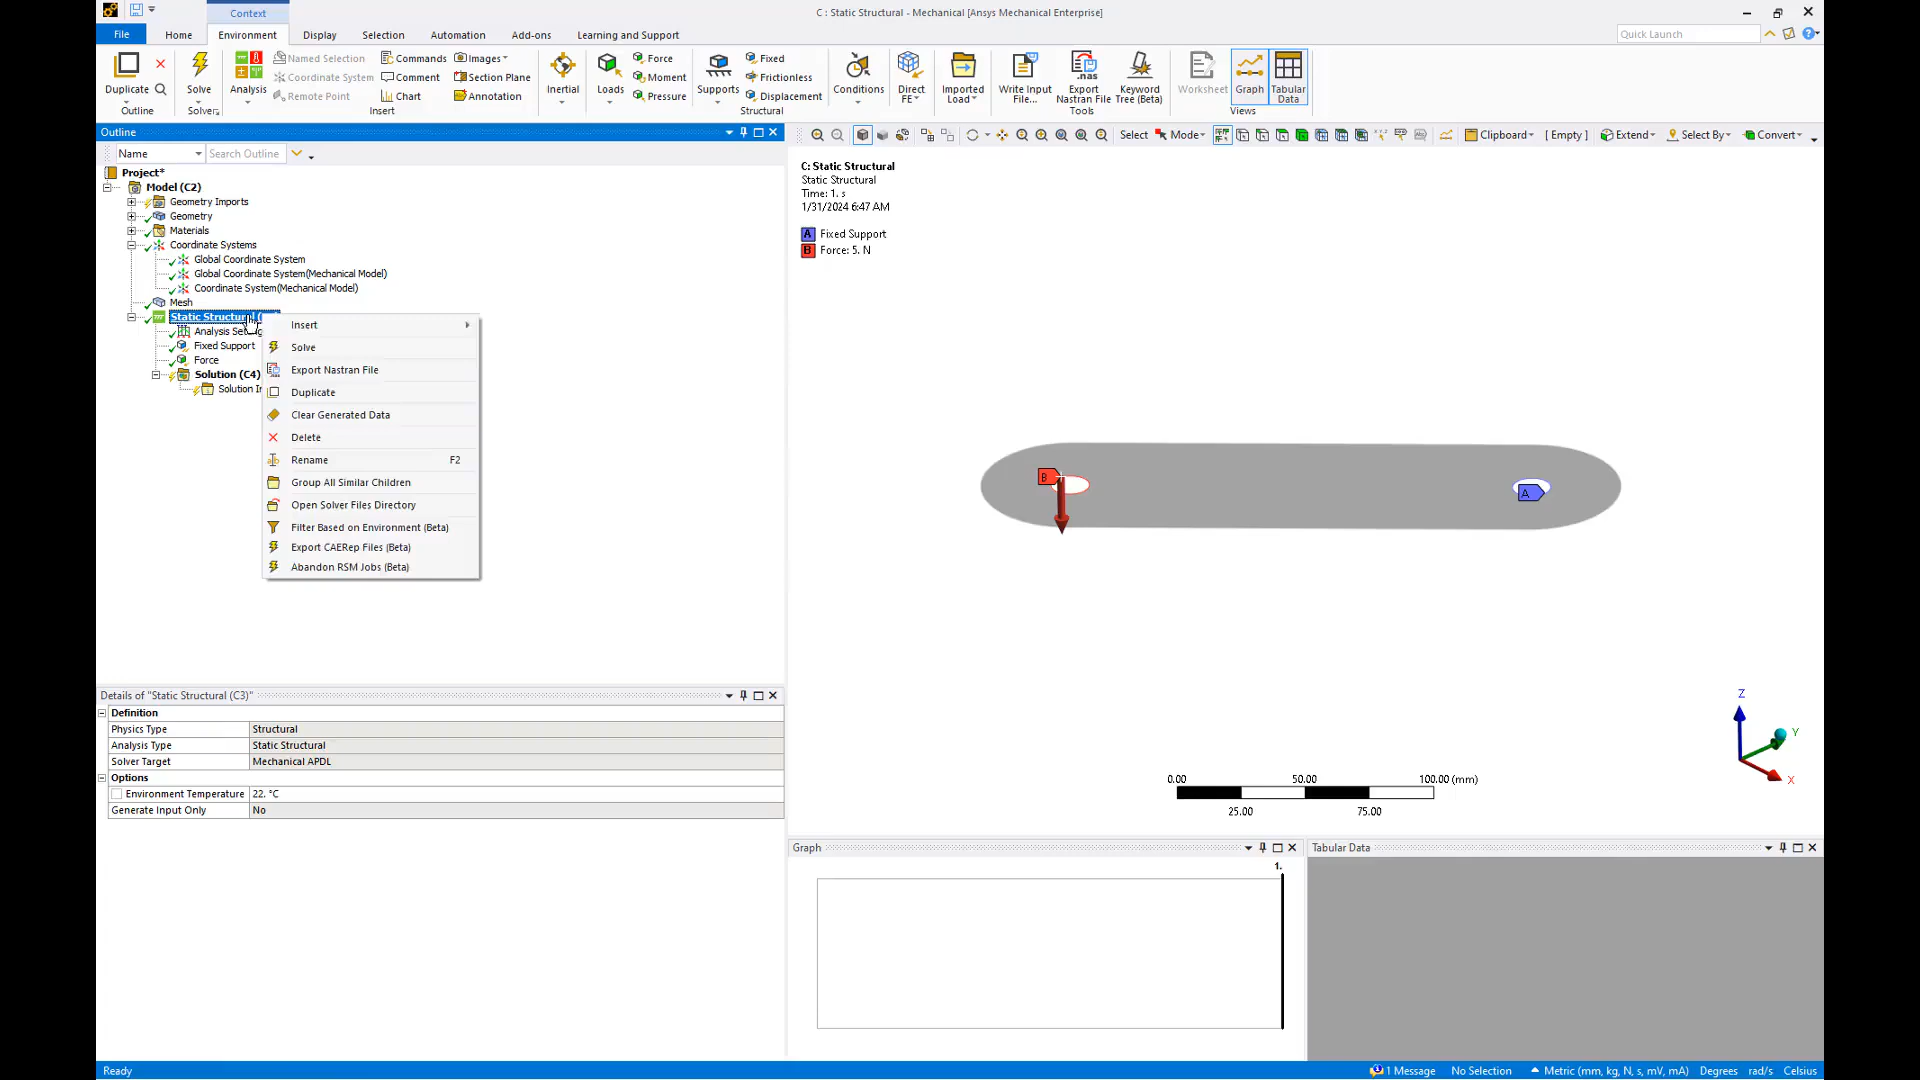 Context
C : Static Structural - Mechanical [Ansys Mechanical Enterprise]
File
Home
Environment
Display
Selection
Automation
Add-ons
Learning and Support
Quick Launch
Duplicate
Outline
Solve
Solvers
Analysis
Named Selection
Coordinate System
Remote Point
Commands
Comment
Chart
Images
Section Plane
Annotation
Insert
Inertial
Loads
Force
Moment
Pressure
Supports
Fixed
Frictionless
Displacement
Structural
Conditions
Direct FE
Imported Load
Write Input File...
Export Nastran File
.nas
Keyword Tree (Beta)
Tools
Worksheet
Graph
Tabular Data
Views
Outline
Name
Search Outline
Select
Mode
Clipboard
[ Empty ]
Extend
Select By
Convert
Project*
Model (C2)
Geometry Imports
Geometry
Materials
Coordinate Systems
Global Coordinate System
Global Coordinate System(Mechanical Model)
Coordinate System(Mechanical Model)
Mesh
Static Structural (
Analysis Setting
Fixed Support
Force
Solution (C4)
Solution In
Insert
Solve
Export Nastran File
Duplicate
Clear Generated Data
Delete
Rename F2
Group All Similar Children
Open Solver Files Directory
Filter Based on Environment (Beta)
Export CAERep Files (Beta)
Abandon RSM Jobs (Beta)
C: Static Structural
Static Structural
Time: 1. s
1/31/2024 6:47 AM
A Fixed Support
B Force: 5. N
B
A
Z
Y
X
0.00 50.00 100.00 (mm)
25.00 75.00
Details of "Static Structural (C3)"
Definition
Physics Type Structural
Analysis Type Static Structural
Solver Target Mechanical APDL
Options
Environment Temperature 22. °C
Generate Input Only No
Graph
1.
Tabular Data
Ready
1 Message
No Selection
Metric (mm, kg, N, s, mV, mA)
Degrees
rad/s
Celsius